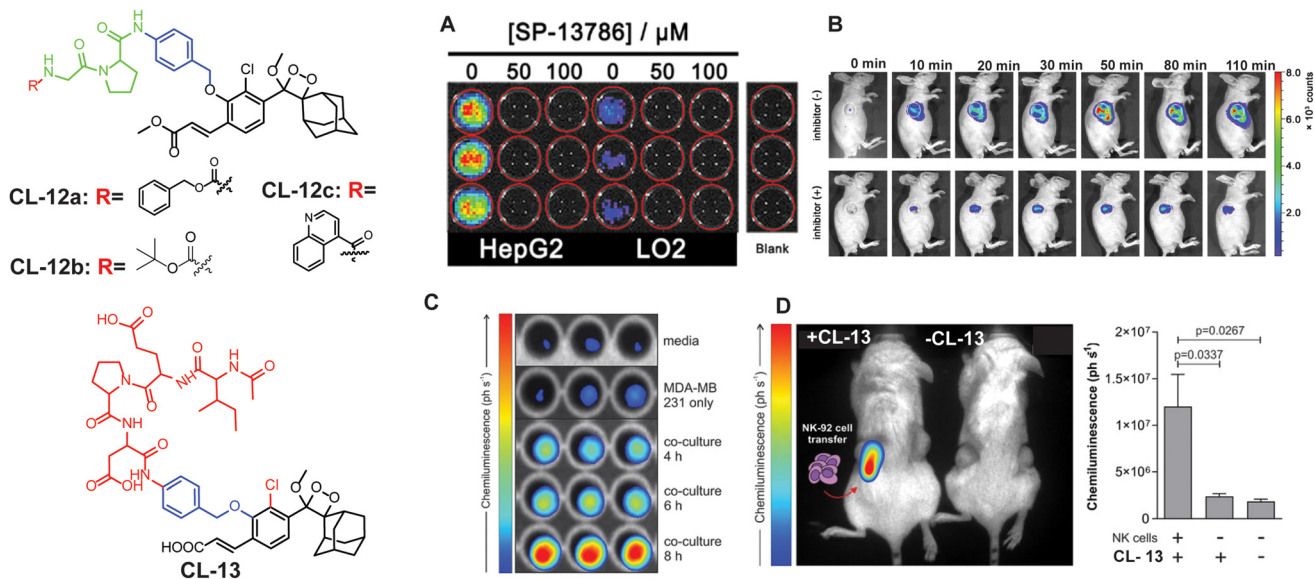 CL-12a: R=
CL-12c: R=
CL-12b: R=
CL-13
A
[SP-13786] / μM
0 50 100 0 50 100
HepG2 LO2
Blank
B
0 min 10 min 20 min 30 min 50 min 80 min 110 min
inhibitor (-)
inhibitor (+)
8.0
6.0
4.0
2.0
× 10³ counts
C
Chemiluminescence (ph s⁻¹)
media
MDA-MB
231 only
co-culture
4 h
co-culture
6 h
co-culture
8 h
D
Chemiluminescence (ph s⁻¹)
+CL-13 -CL-13
NK-92 cell
transfer
Chemiluminescence (ph s⁻¹)
2×10⁷
1.5×10⁷
1×10⁷
5×10⁶
0
p=0.0267
p=0.0337
NK cells + - -
CL- 13 + + -